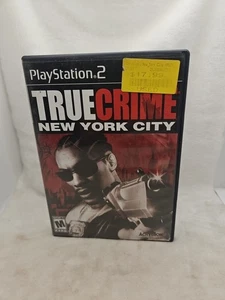 PlayStation 2
TRUE CRIME
NEW YORK CITY
M